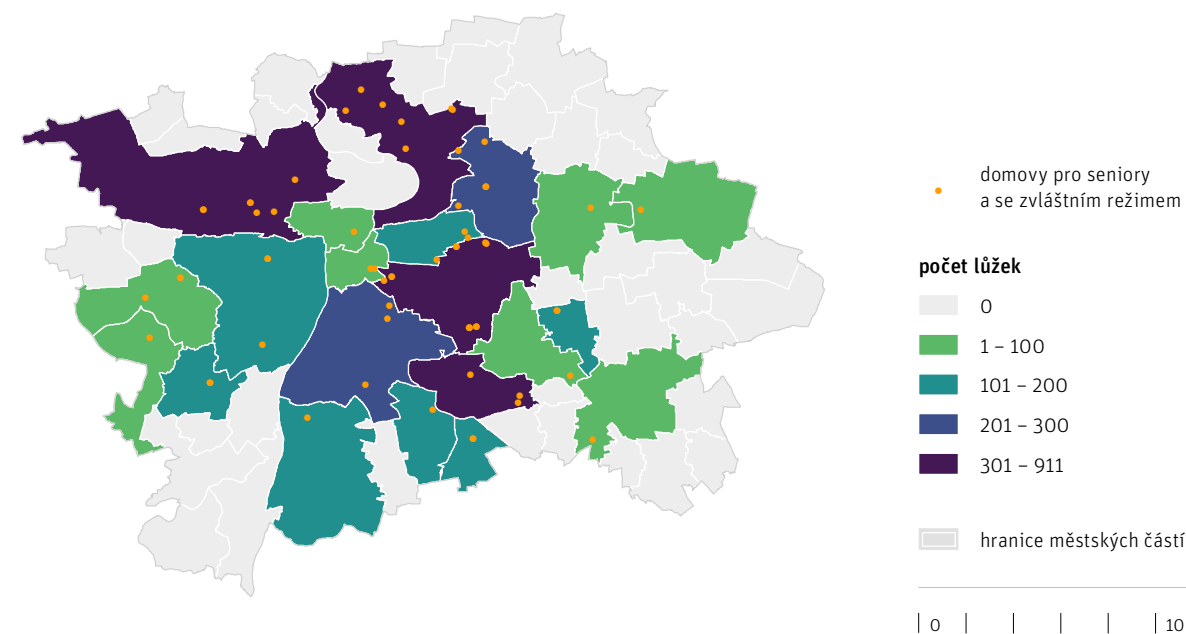 domovy pro seniory
a se zvláštním režimem
počet lůžek
0
1 – 100
101 – 200
201 – 300
301 – 911
hranice městských částí
0 10